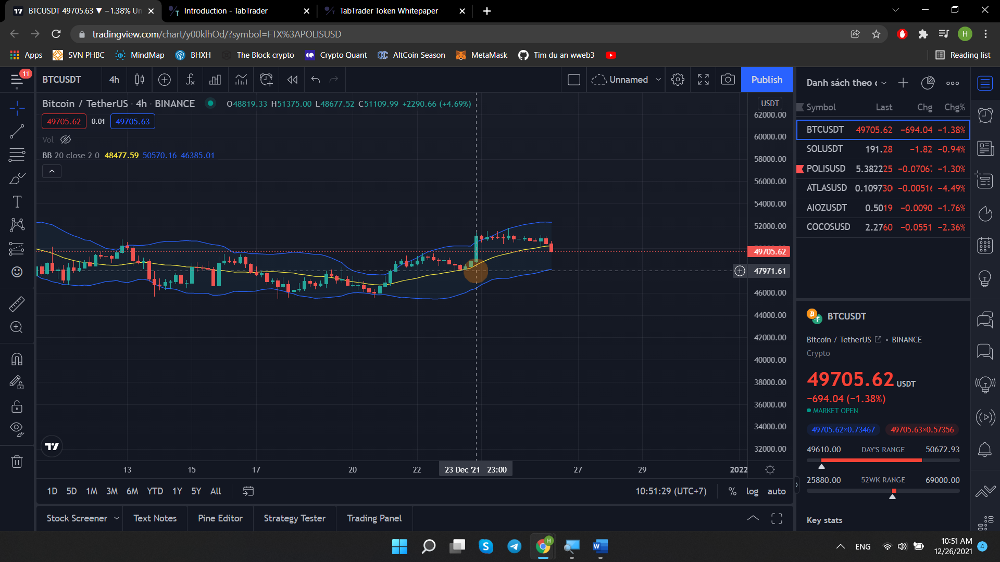 BTCUSDT 49705.63 ▼ −1.38% Un
Introduction - TabTrader
TabTrader Token Whitepaper
tradingview.com/chart/y00klhOd/?symbol=FTX%3APOLISUSD
H
Apps
SVN PHBC
MindMap
BHXH
The Block crypto
Crypto Quant
AltCoin Season
MetaMask
Tim du an wweb3
Reading list
11
BTCUSDT
4h
Unnamed
Publish
Danh sách theo
Bitcoin / TetherUS · 4h · BINANCE
O48819.33 H51375.00 L48677.52 C51109.99 +2290.66 (+4.69%)
49705.62
0.01
49705.63
Vol
BB 20 close 2 0 48477.59 50570.16 46385.01
USDT
62000.00
60000.00
58000.00
56000.00
54000.00
52000.00
49705.62
47971.61
46000.00
44000.00
42000.00
40000.00
38000.00
36000.00
34000.00
32000.00
13
15
17
20
22
23 Dec '21 23:00
27
29
2022
1D 5D 1M 3M 6M YTD 1Y 5Y All
10:51:29 (UTC+7)
% log auto
Stock Screener
Text Notes
Pine Editor
Strategy Tester
Trading Panel
Symbol Last Chg Chg%
BTCUSDT 49705.62 −694.04 −1.38%
SOLUSDT 191.28 −1.82 −0.94%
POLISUSD 5.382225 −0.07067 −1.30%
ATLASUSD 0.109730 −0.00516 −4.49%
AIOZUSDT 0.5019 −0.0090 −1.76%
COCOSUSD 2.2760 −0.0551 −2.36%
BTCUSDT
Bitcoin / TetherUS • BINANCE
Crypto
49705.62 USDT
−694.04 (−1.38%)
MARKET OPEN
49705.62×0.73467
49705.63×0.57356
49610.00 DAY'S RANGE 50672.93
25880.00 52WK RANGE 69000.00
Key stats
H
ENG
10:51 AM
12/26/2021
4